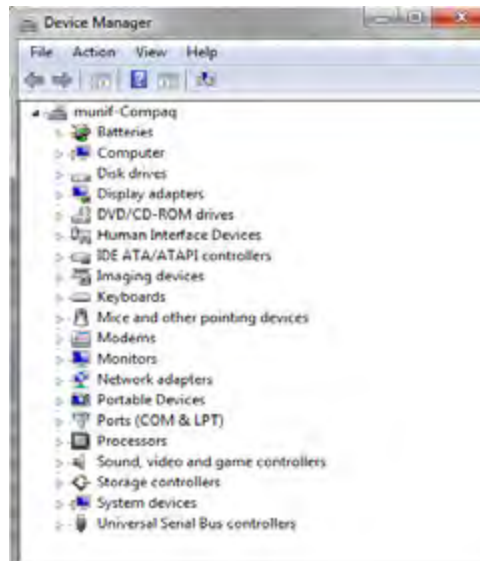 Device Manager
File Action View Help
munif-Compaq
Batteries
Computer
Disk drives
Display adapters
DVD/CD-ROM drives
Human Interface Devices
IDE ATA/ATAPI controllers
Imaging devices
Keyboards
Mice and other pointing devices
Modems
Monitors
Network adapters
Portable Devices
Ports (COM & LPT)
Processors
Sound, video and game controllers
Storage controllers
System devices
Universal Serial Bus controllers